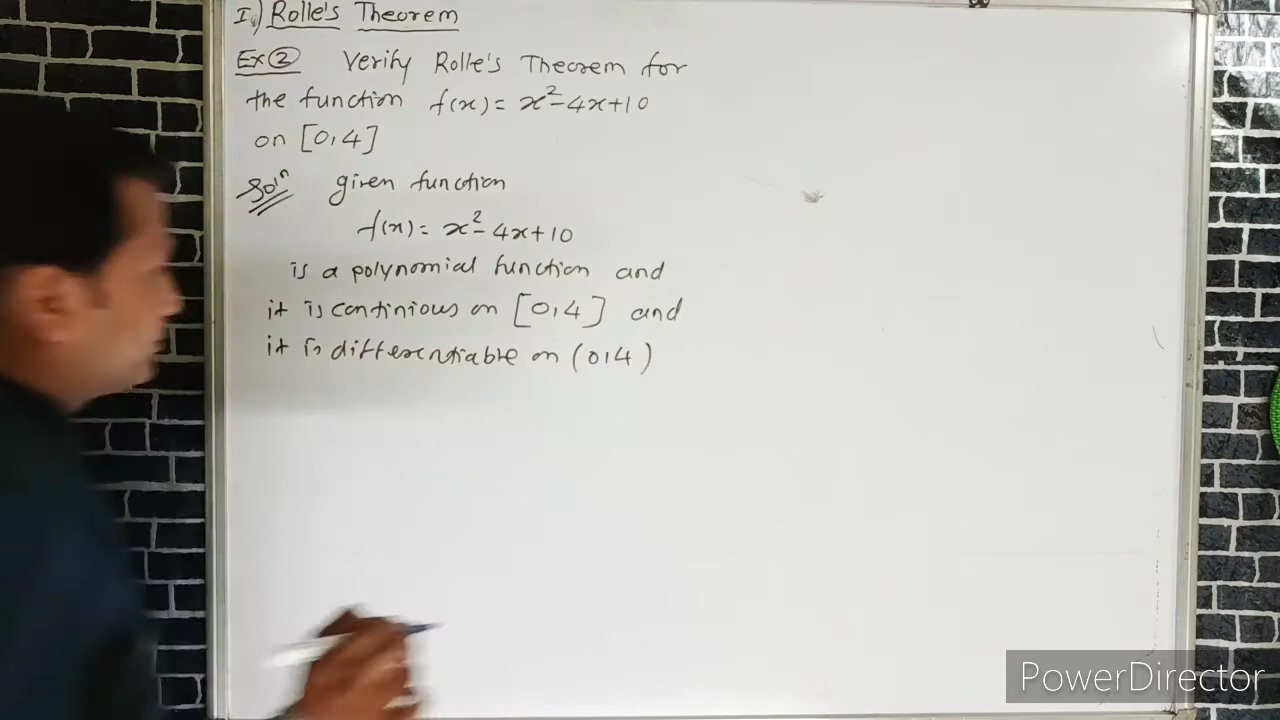 I.) Rolle's Theorem
Ex② Verify Rolle's Theorem for
the function f(x) = x²-4x+10
on [0,4]
Solⁿ given function
f(x) = x²-4x+10
is a polynomial function and
it is continious on [0,4] and
it is differentiable on (0,4)
PowerDirector